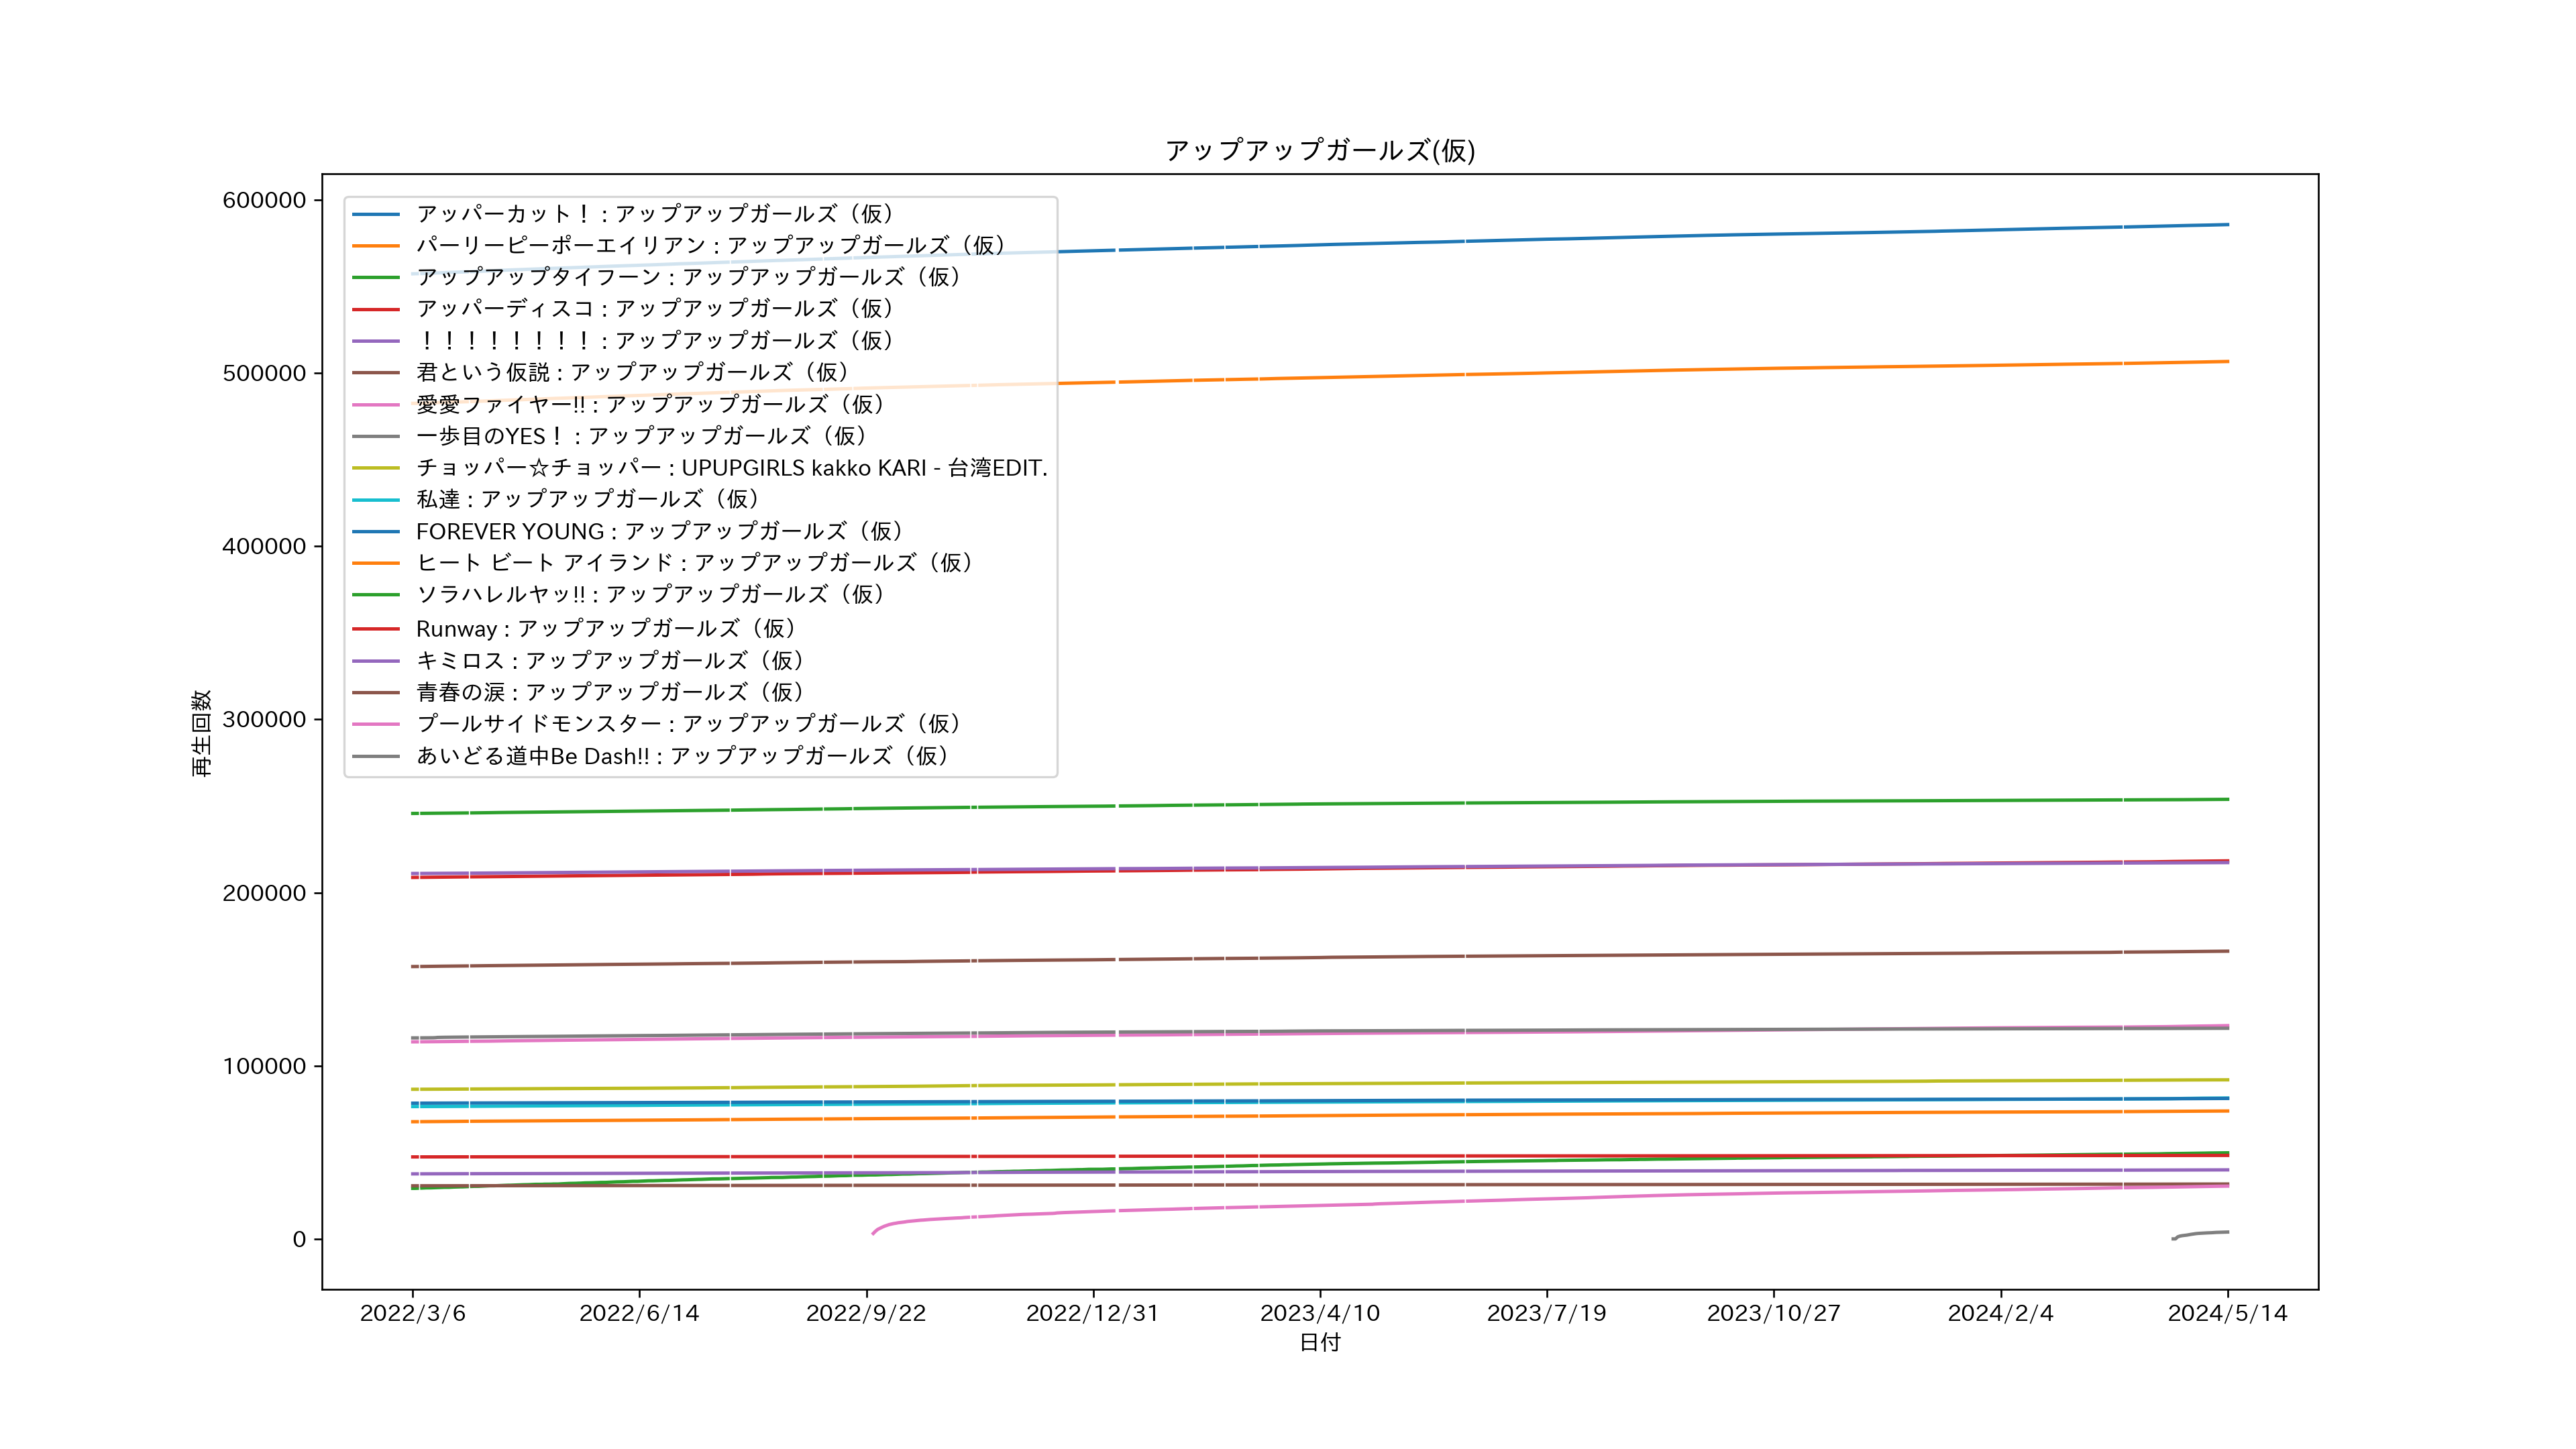 アップアップガールズ(仮)
600000
500000
400000
300000
200000
100000
0
再生回数
アッパーカット！ : アップアップガールズ（仮）
パーリーピーポーエイリアン : アップアップガールズ（仮）
アップアップタイフーン : アップアップガールズ（仮）
アッパーディスコ : アップアップガールズ（仮）
！！！！！！！！ : アップアップガールズ（仮）
君という仮説 : アップアップガールズ（仮）
愛愛ファイヤー!! : アップアップガールズ（仮）
一歩目のYES！ : アップアップガールズ（仮）
チョッパー☆チョッパー : UPUPGIRLS kakko KARI - 台湾EDIT.
私達 : アップアップガールズ（仮）
FOREVER YOUNG : アップアップガールズ（仮）
ヒート ビート アイランド : アップアップガールズ（仮）
ソラハレルヤッ!! : アップアップガールズ（仮）
Runway : アップアップガールズ（仮）
キミロス : アップアップガールズ（仮）
青春の涙 : アップアップガールズ（仮）
プールサイドモンスター : アップアップガールズ（仮）
あいどる道中Be Dash!! : アップアップガールズ（仮）
2022/3/6 2022/6/14 2022/9/22 2022/12/31 2023/4/10 2023/7/19 2023/10/27 2024/2/4 2024/5/14
日付